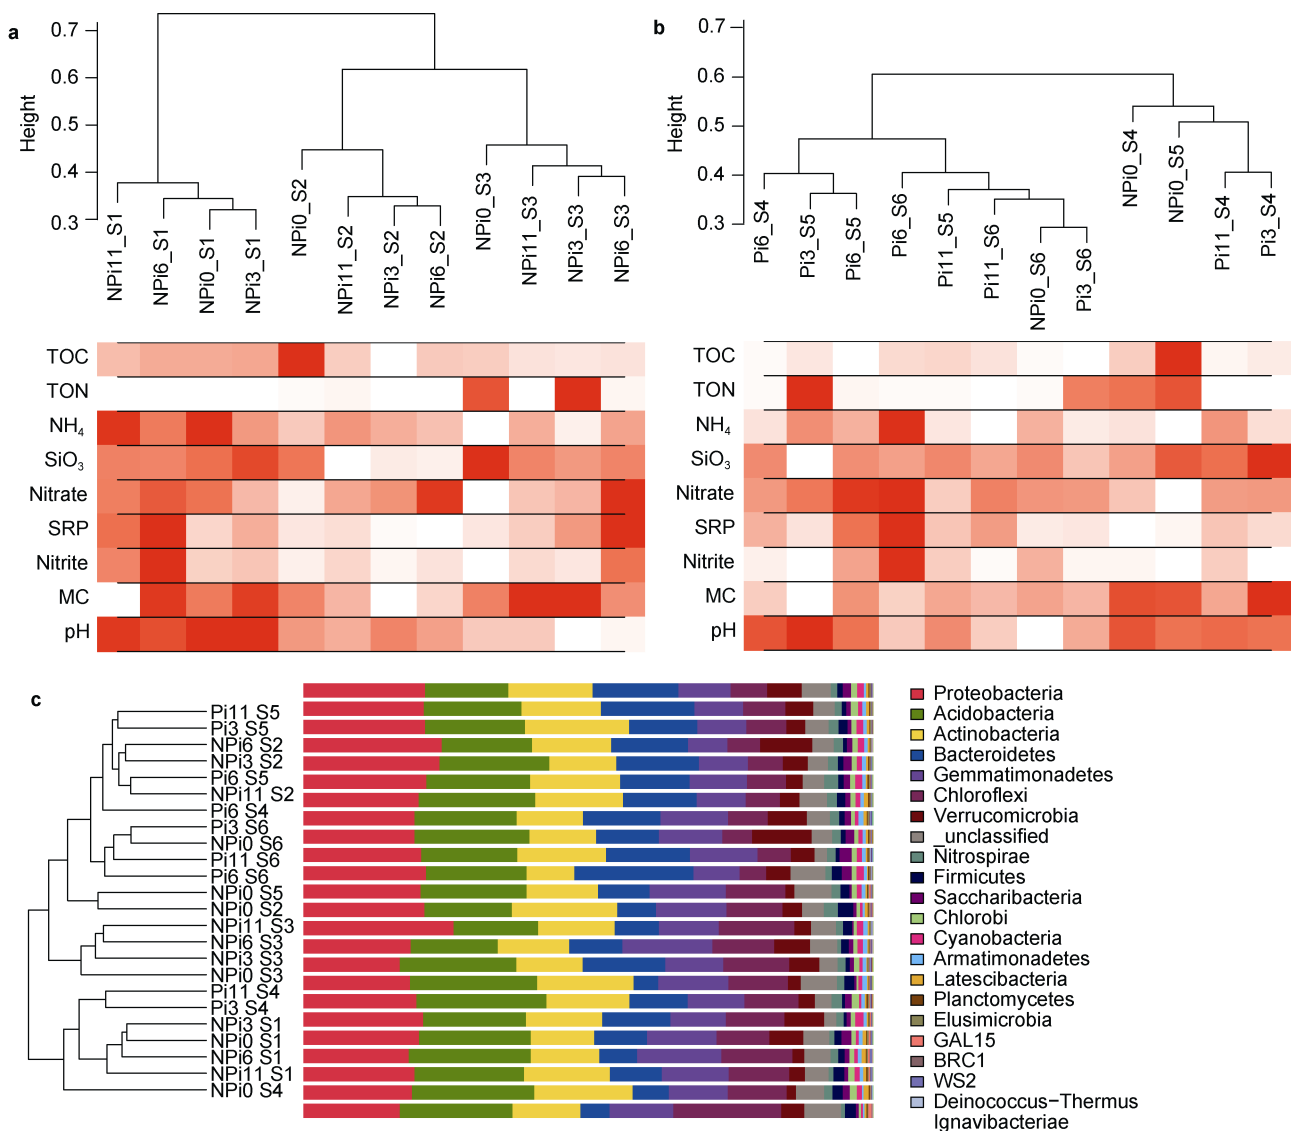 a
Height
0.7
0.6
0.5
0.4
0.3
NPi11_S1
NPi6_S1
NPi0_S1
NPi3_S1
NPi0_S2
NPi11_S2
NPi3_S2
NPi6_S2
NPi0_S3
NPi11_S3
NPi3_S3
NPi6_S3
TOC
TON
NH4
SiO3
Nitrate
SRP
Nitrite
MC
pH
b
Height
0.7
0.6
0.5
0.4
0.3
Pi6_S4
Pi3_S5
Pi6_S5
Pi6_S6
Pi11_S5
Pi11_S6
NPi0_S6
Pi3_S6
NPi0_S4
NPi0_S5
Pi11_S4
Pi3_S4
TOC
TON
NH4
SiO3
Nitrate
SRP
Nitrite
MC
pH
c
Pi11 S5
Pi3 S5
NPi6 S2
NPi3 S2
Pi6 S5
NPi11 S2
Pi6 S4
Pi3 S6
NPi0 S6
Pi11 S6
Pi6 S6
NPi0 S5
NPi0 S2
NPi11 S3
NPi6 S3
NPi3 S3
NPi0 S3
Pi11 S4
Pi3 S4
NPi3 S1
NPi0 S1
NPi6 S1
NPi11 S1
NPi0 S4
Proteobacteria
Acidobacteria
Actinobacteria
Bacteroidetes
Gemmatimonadetes
Chloroflexi
Verrucomicrobia
_unclassified
Nitrospirae
Firmicutes
Saccharibacteria
Chlorobi
Cyanobacteria
Armatimonadetes
Latescibacteria
Planctomycetes
Elusimicrobia
GAL15
BRC1
WS2
Deinococcus−Thermus
Ignavibacteriae